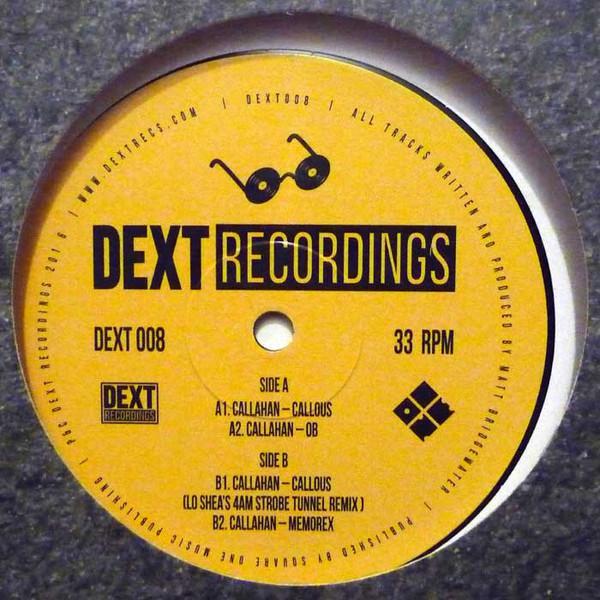 WWW.DEXTRECS.COM | DEXT008 | ALL TRACKS WRITTEN AND PRODUCED BY MATT BRIDGEWATER | PUBLISHED BY SQUARE ONE MUSIC PUBLISHING | P&C DEXT RECORDINGS 2016 |
DEXT RECORDINGS
DEXT 008
33 RPM
DEXT
RECORDINGS
SIDE A
A1. CALLAHAN – CALLOUS
A2. CALLAHAN – OB
SIDE B
B1. CALLAHAN – CALLOUS
(LO SHEA'S 4AM STROBE TUNNEL REMIX)
B2. CALLAHAN – MEMOREX